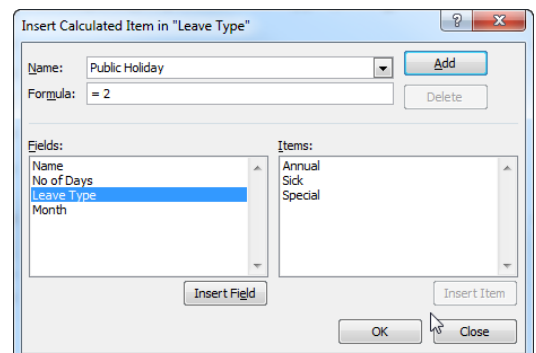 Insert Calculated Item in "Leave Type"
Name: Public Holiday Add
Formula: = 2 Delete
Fields: Items:
Name Annual
No of Days Sick
Leave Type Special
Month
Insert Field Insert Item
OK Close